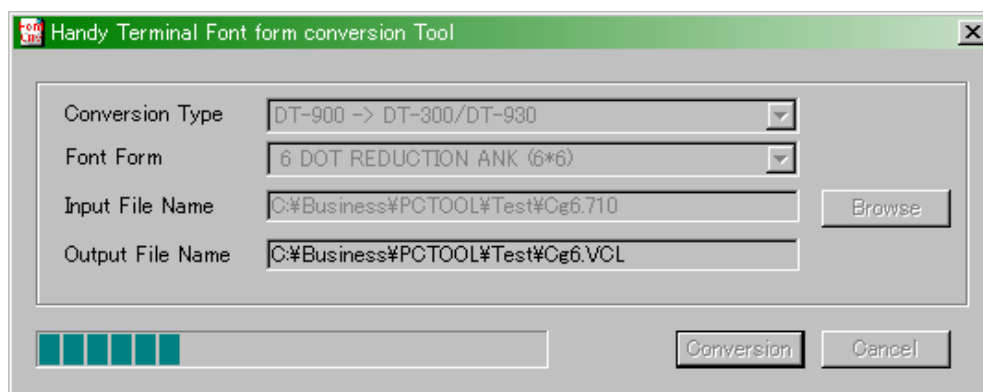 Font
Handy Terminal Font form conversion Tool
Conversion Type
DT-900 -> DT-300/DT-930
Font Form
6 DOT REDUCTION ANK (6*6)
Input File Name
C:¥Business¥PCTOOL¥Test¥Cg6.710
Browse
Output File Name
C:¥Business¥PCTOOL¥Test¥Cg6.VCL
Conversion
Cancel